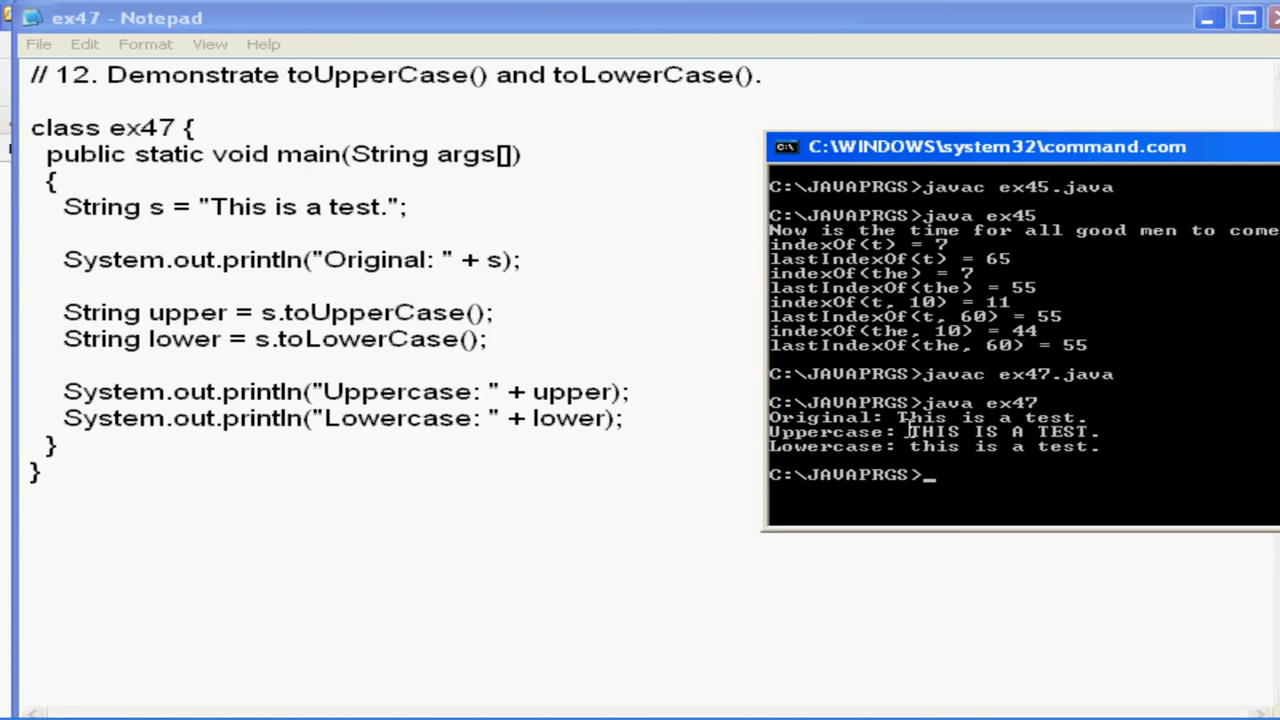 ex47 - Notepad
File Edit Format View Help
// 12. Demonstrate toUpperCase() and toLowerCase().
class ex47 {
public static void main(String args[])
{
String s = "This is a test.";
System.out.println("Original: " + s);
String upper = s.toUpperCase();
String lower = s.toLowerCase();
System.out.println("Uppercase: " + upper);
System.out.println("Lowercase: " + lower);
}
}
C:\WINDOWS\system32\command.com
C:\JAVAPRGS>javac ex45.java
C:\JAVAPRGS>java ex45
Now is the time for all good men to come
indexOf(t) = 7
lastIndexOf(t) = 65
indexOf(the) = 7
lastIndexOf(the) = 55
indexOf(t, 10) = 11
lastIndexOf(t, 60) = 55
indexOf(the, 10) = 44
lastIndexOf(the, 60) = 55
C:\JAVAPRGS>javac ex47.java
C:\JAVAPRGS>java ex47
Original: This is a test.
Uppercase: THIS IS A TEST.
Lowercase: this is a test.
C:\JAVAPRGS>_